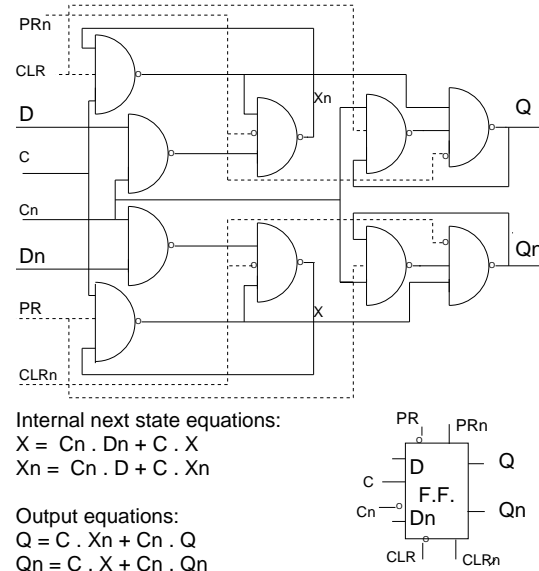 PRn
CLR
D
C
Cn
Dn
PR
CLRn
Xn
X
Q
Qn
Internal next state equations:
X = Cn . Dn + C . X
Xn = Cn . D + C . Xn
Output equations:
Q = C . Xn + Cn . Q
Qn = C . X + Cn . Qn
PR
PRn
D
Q
C
F.F.
Cn
Dn
Qn
CLR
CLRn